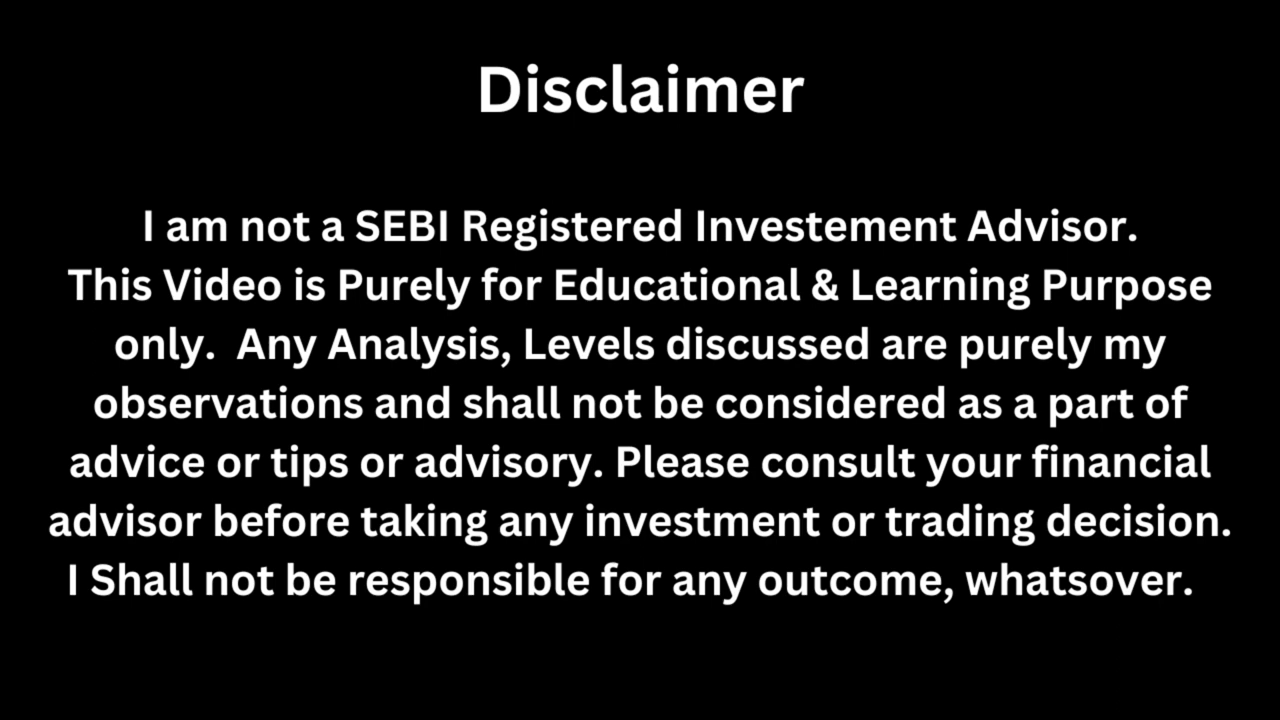 Disclaimer
I am not a SEBI Registered Investement Advisor.
This Video is Purely for Educational & Learning Purpose
only.  Any Analysis, Levels discussed are purely my
observations and shall not be considered as a part of
advice or tips or advisory. Please consult your financial
advisor before taking any investment or trading decision.
I Shall not be responsible for any outcome, whatsover.